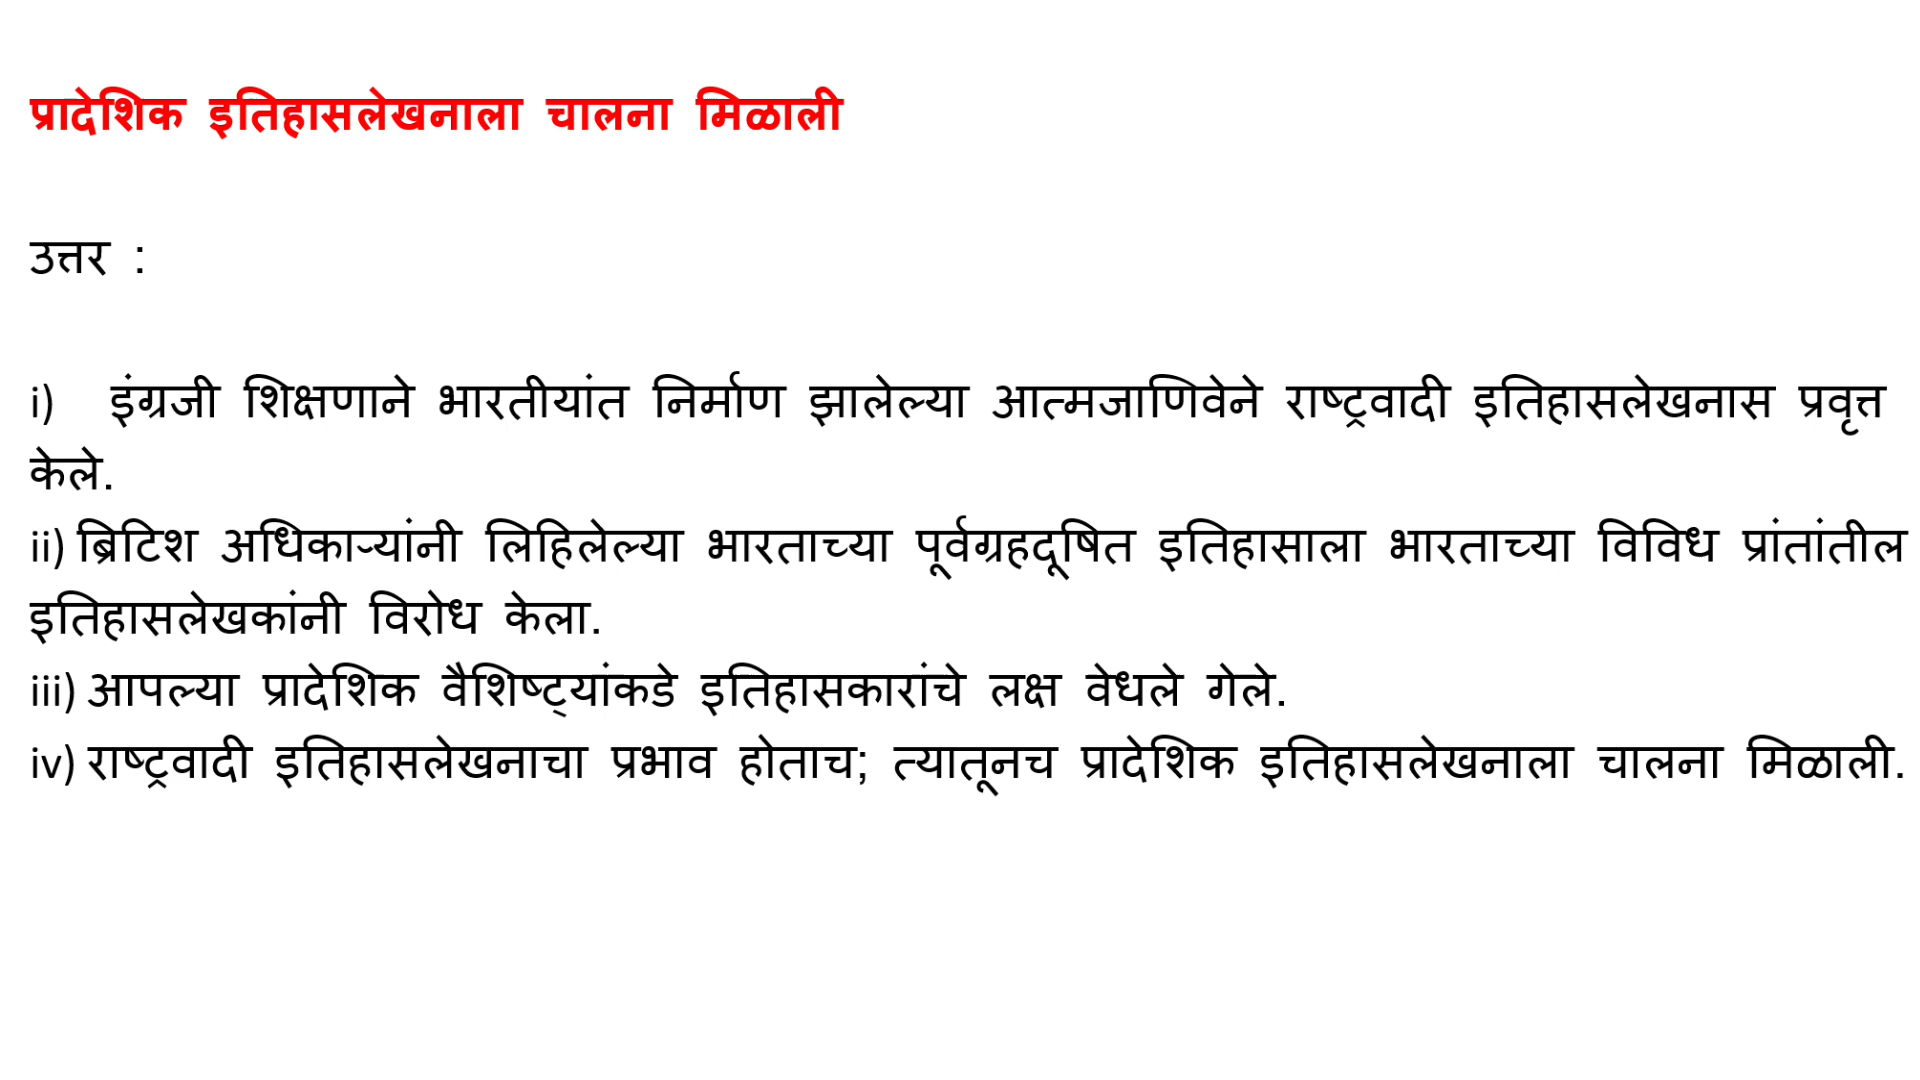 प्रादेशिक इतिहासलेखनाला चालना मिळाली
उत्तर :
i) इंग्रजी शिक्षणाने भारतीयांत निर्माण झालेल्या आत्मजाणिवेने राष्ट्रवादी इतिहासलेखनास प्रवृत्त
केले.
ii) ब्रिटिश अधिकाऱ्यांनी लिहिलेल्या भारताच्या पूर्वग्रहदूषित इतिहासाला भारताच्या विविध प्रांतांतील
इतिहासलेखकांनी विरोध केला.
iii) आपल्या प्रादेशिक वैशिष्ट्यांकडे इतिहासकारांचे लक्ष वेधले गेले.
iv) राष्ट्रवादी इतिहासलेखनाचा प्रभाव होताच; त्यातूनच प्रादेशिक इतिहासलेखनाला चालना मिळाली.